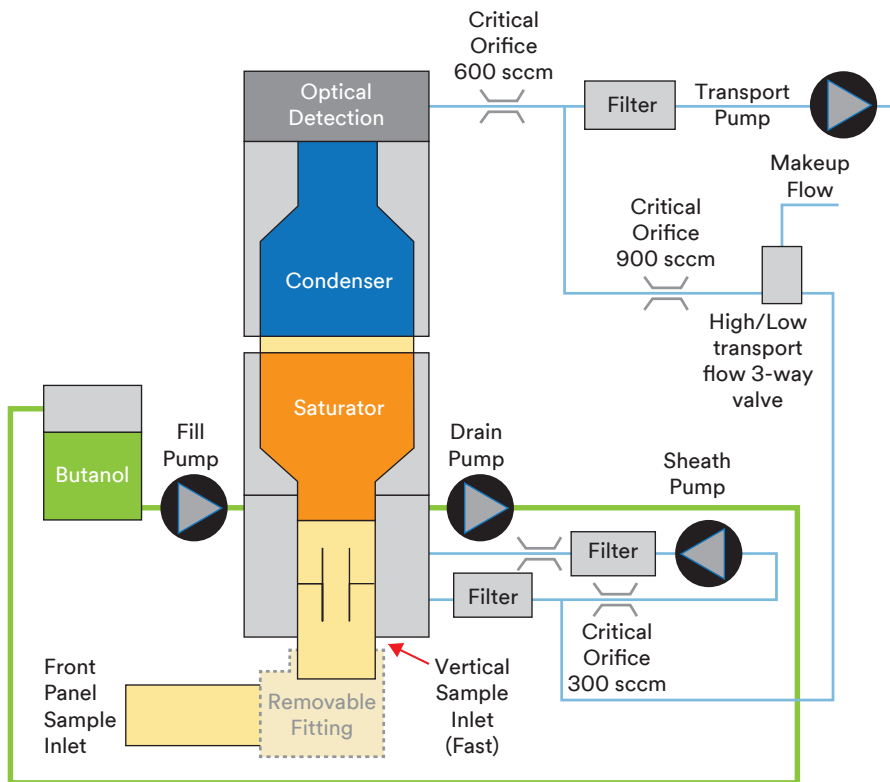 Critical
Orifice
600 sccm
Optical
Detection
Filter
Transport
Pump
Makeup
Flow
Critical
Orifice
900 sccm
Condenser
High/Low
transport
flow 3-way
valve
Saturator
Butanol
Fill
Pump
Drain
Pump
Sheath
Pump
Filter
Filter
Critical
Orifice
300 sccm
Front
Panel
Sample
Inlet
Removable
Fitting
Vertical
Sample
Inlet
(Fast)